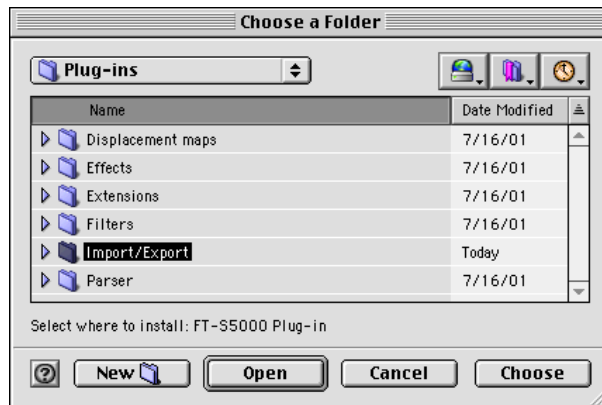 Choose a Folder
Plug-ins
Name Date Modified
Displacement maps 7/16/01
Effects 7/16/01
Extensions 7/16/01
Filters 7/16/01
Import/Export Today
Parser 7/16/01
Select where to install: FT-S5000 Plug-in
? New Open Cancel Choose